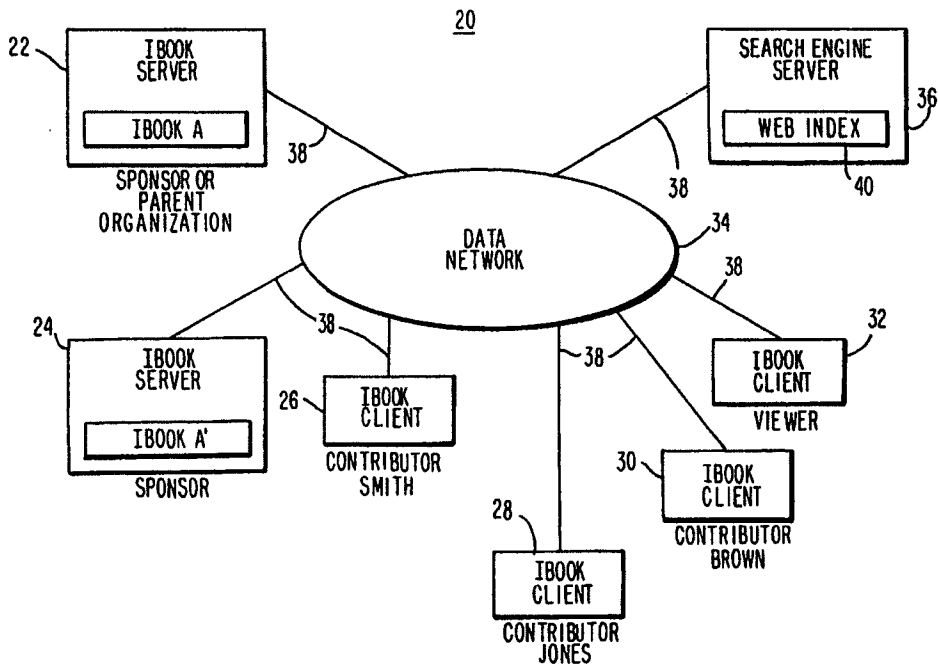 20
22
IBOOK
SERVER
IBOOK A
SPONSOR OR
PARENT
ORGANIZATION
38
SEARCH ENGINE
SERVER
WEB INDEX
36
40
38
DATA
NETWORK
34
38
24
IBOOK
SERVER
IBOOK A'
SPONSOR
38
26
IBOOK
CLIENT
CONTRIBUTOR
SMITH
38
28
IBOOK
CLIENT
CONTRIBUTOR
JONES
30
IBOOK
CLIENT
CONTRIBUTOR
BROWN
32
IBOOK
CLIENT
VIEWER